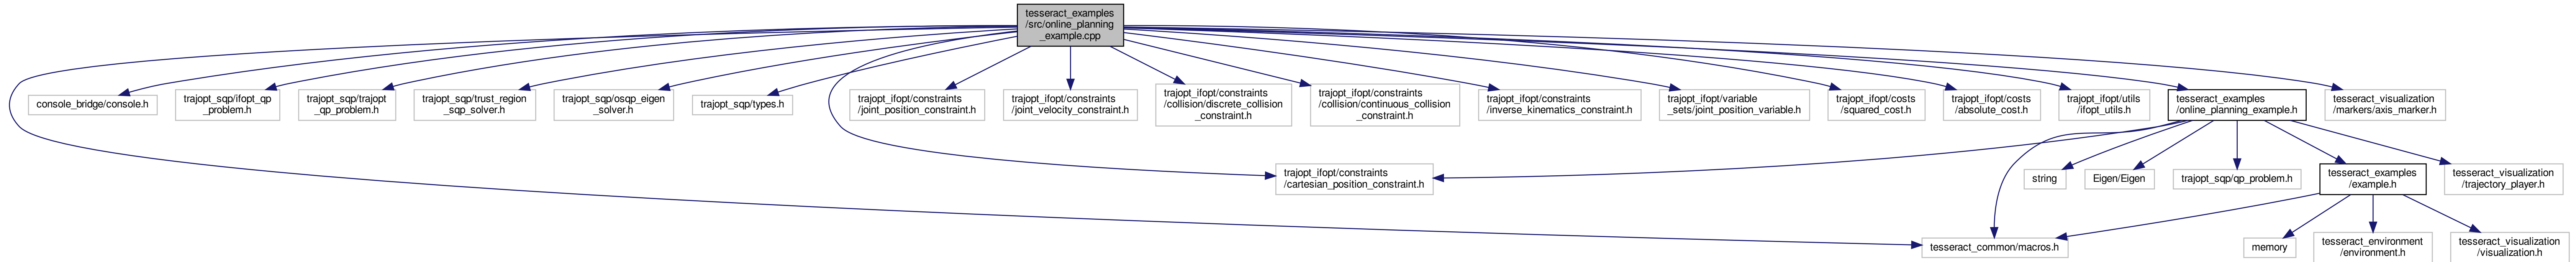 tesseract_examples
/src/online_planning
_example.cpp
console_bridge/console.h
trajopt_sqp/ifopt_qp
_problem.h
trajopt_sqp/trajopt
_qp_problem.h
trajopt_sqp/trust_region
_sqp_solver.h
trajopt_sqp/osqp_eigen
_solver.h
trajopt_sqp/types.h
trajopt_ifopt/constraints
/joint_position_constraint.h
trajopt_ifopt/constraints
/joint_velocity_constraint.h
trajopt_ifopt/constraints
/collision/discrete_collision
_constraint.h
trajopt_ifopt/constraints
/collision/continuous_collision
_constraint.h
trajopt_ifopt/constraints
/inverse_kinematics_constraint.h
trajopt_ifopt/variable
_sets/joint_position_variable.h
trajopt_ifopt/costs
/squared_cost.h
trajopt_ifopt/costs
/absolute_cost.h
trajopt_ifopt/utils
/ifopt_utils.h
tesseract_examples
/online_planning_example.h
tesseract_visualization
/markers/axis_marker.h
trajopt_ifopt/constraints
/cartesian_position_constraint.h
string
Eigen/Eigen
trajopt_sqp/qp_problem.h
tesseract_examples
/example.h
tesseract_visualization
/trajectory_player.h
tesseract_common/macros.h
memory
tesseract_environment
/environment.h
tesseract_visualization
/visualization.h